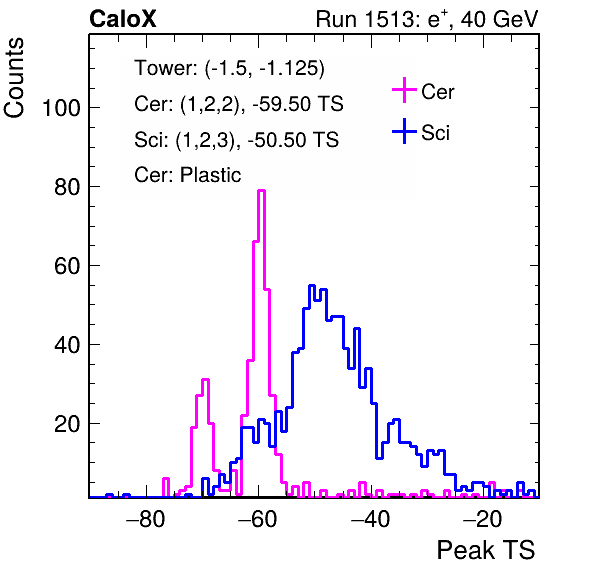 CaloX Run 1513: e⁺, 40 GeV
Counts
Tower: (-1.5, -1.125)
Cer: (1,2,2), -59.50 TS
Sci: (1,2,3), -50.50 TS
Cer: Plastic
Cer
Sci
100
80
60
40
20
−80 −60 −40 −20
Peak TS